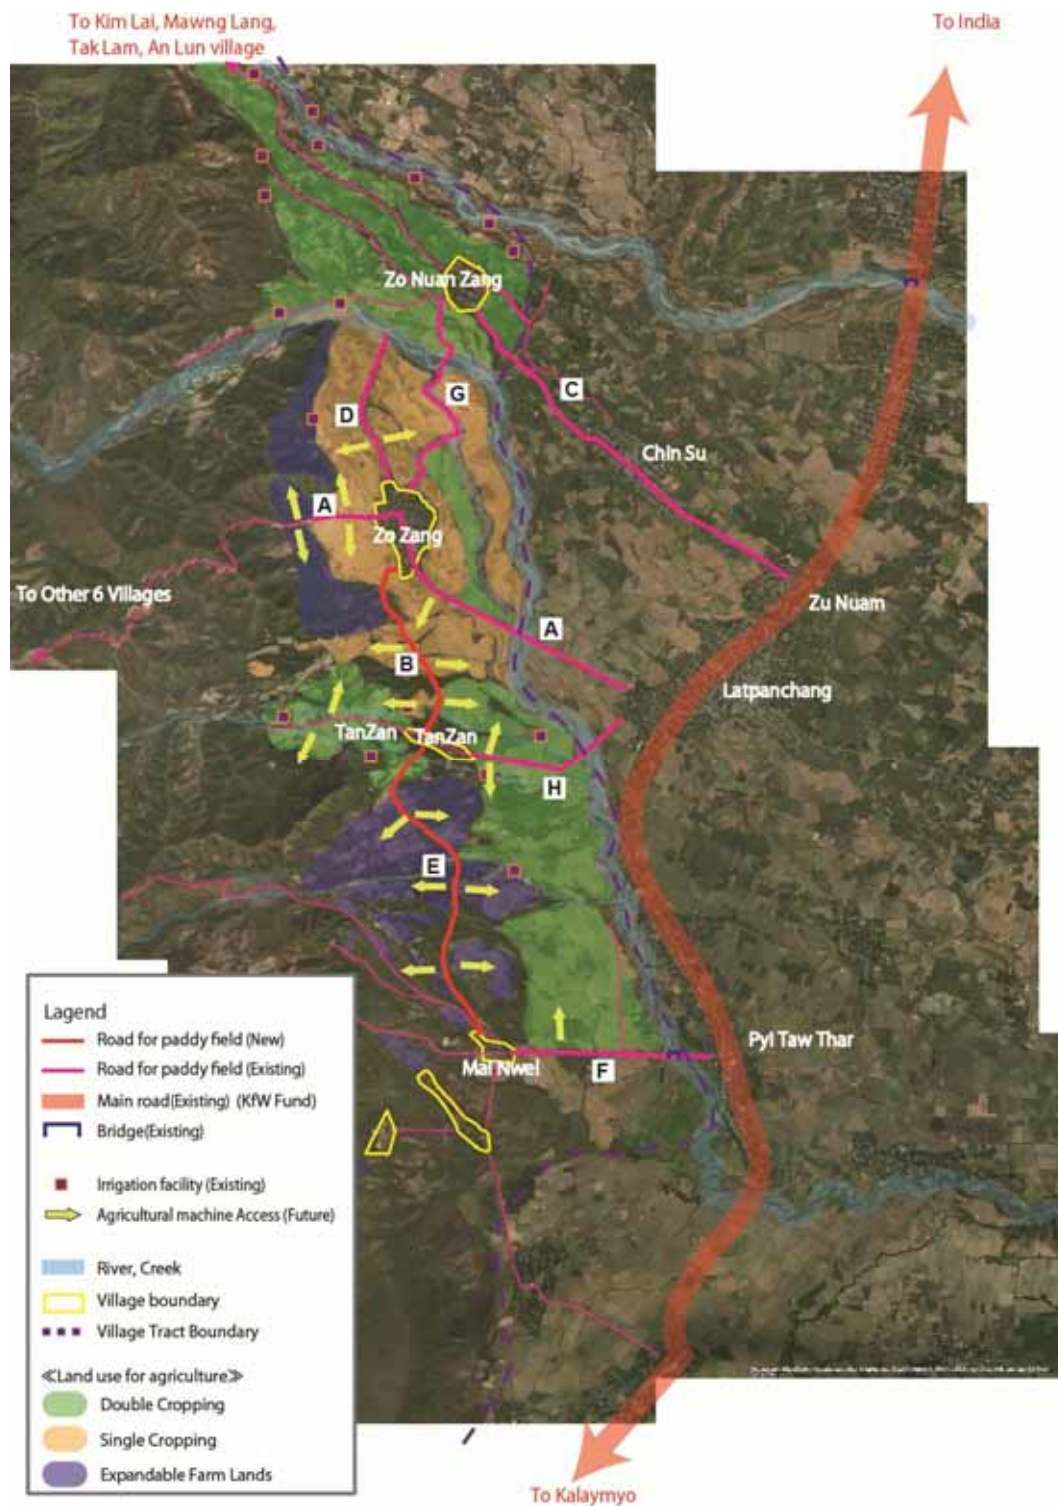 To Kim Lai, Mawng Lang,
Tak Lam, An Lun village
To India
Zo Nuan Zang
C
G
D
Chin Su
A
Zo Zang
To Other 6 Villages
Zu Nuam
A
B
Latpanchang
TanZan
TanZan
H
E
Lagend
Road for paddy field (New)
Road for paddy field (Existing)
Main road(Existing) (KfW Fund)
Bridge(Existing)
Irrigation facility (Existing)
Agricultural machine Access (Future)
River, Creek
Village boundary
Village Tract Boundary
≪Land use for agriculture≫
Double Cropping
Single Cropping
Expandable Farm Lands
Pyi Taw Thar
Mai Nwel
F
To Kalaymyo